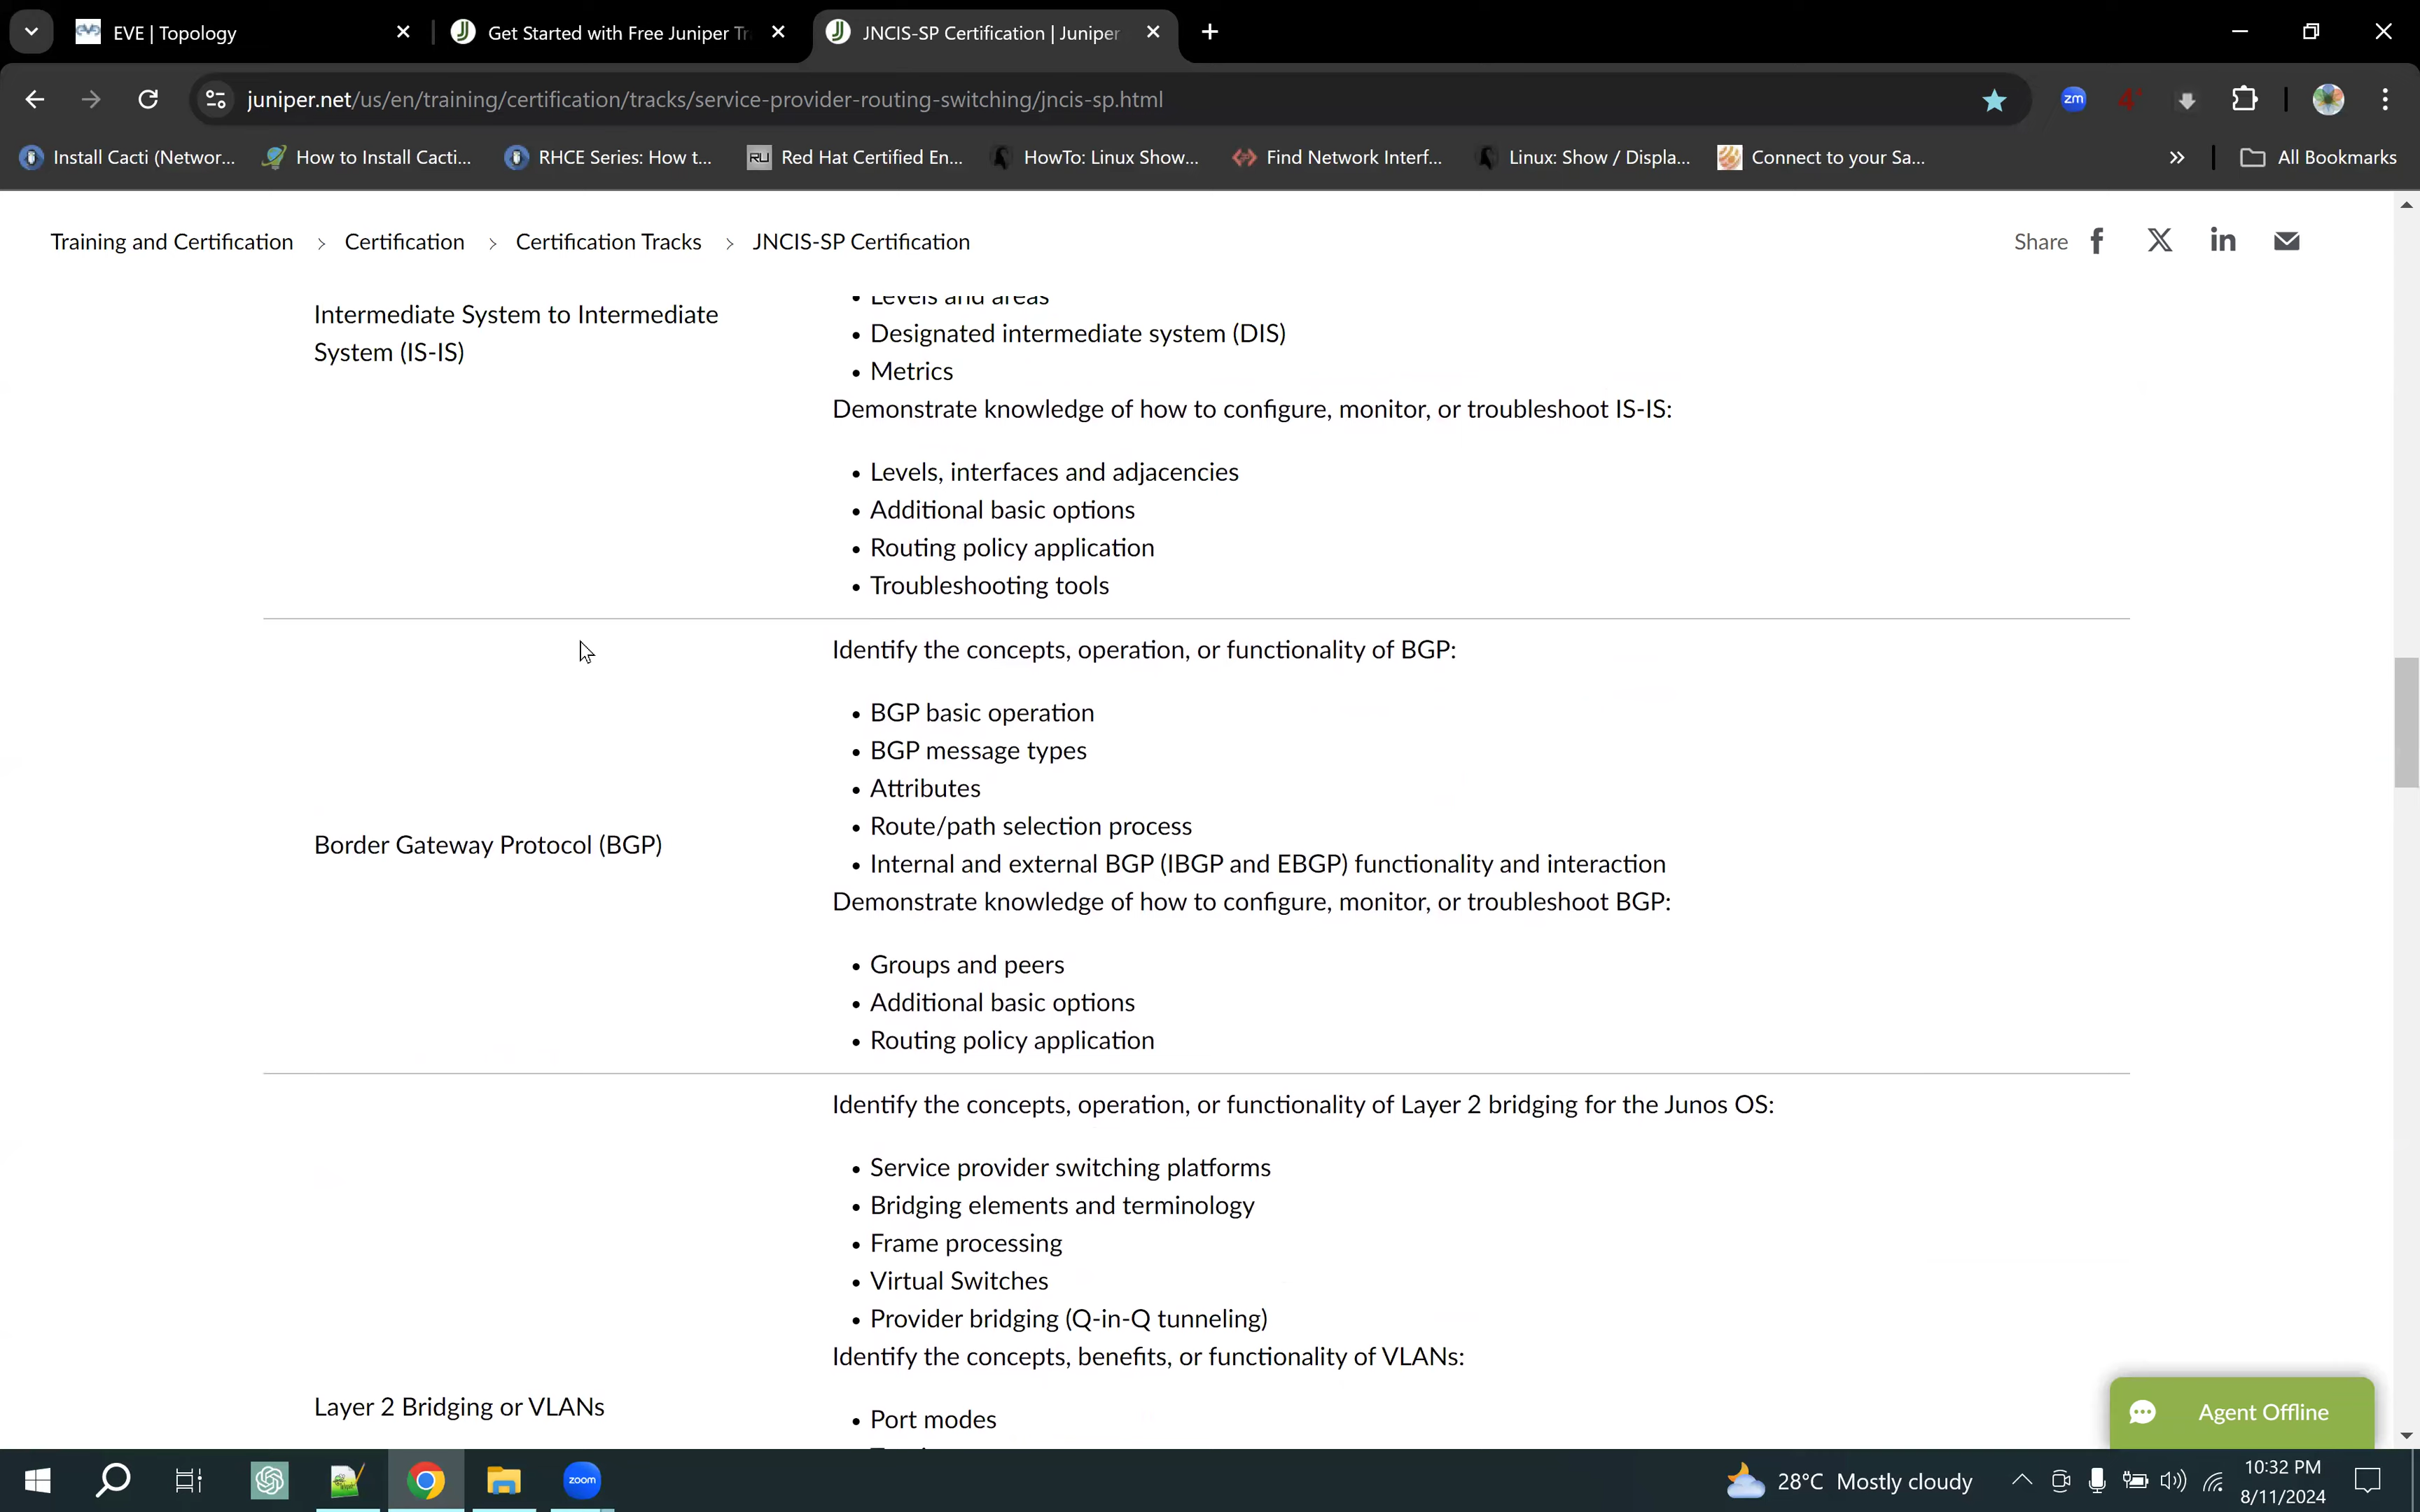 EVE | Topology
Get Started with Free Juniper Tr
JNCIS-SP Certification | Juniper
juniper.net/us/en/training/certification/tracks/service-provider-routing-switching/jncis-sp.html
zm
Install Cacti (Networ...
How to Install Cacti...
RHCE Series: How t...
RU
Red Hat Certified En...
HowTo: Linux Show...
Find Network Interf...
Linux: Show / Displa...
Connect to your Sa...
All Bookmarks
Training and Certification > Certification > Certification Tracks > JNCIS-SP Certification
Share
Intermediate System to Intermediate
System (IS-IS)
• Levels and areas
• Designated intermediate system (DIS)
• Metrics
Demonstrate knowledge of how to configure, monitor, or troubleshoot IS-IS:
• Levels, interfaces and adjacencies
• Additional basic options
• Routing policy application
• Troubleshooting tools
Border Gateway Protocol (BGP)
Identify the concepts, operation, or functionality of BGP:
• BGP basic operation
• BGP message types
• Attributes
• Route/path selection process
• Internal and external BGP (IBGP and EBGP) functionality and interaction
Demonstrate knowledge of how to configure, monitor, or troubleshoot BGP:
• Groups and peers
• Additional basic options
• Routing policy application
Layer 2 Bridging or VLANs
Identify the concepts, operation, or functionality of Layer 2 bridging for the Junos OS:
• Service provider switching platforms
• Bridging elements and terminology
• Frame processing
• Virtual Switches
• Provider bridging (Q-in-Q tunneling)
Identify the concepts, benefits, or functionality of VLANs:
• Port modes
Agent Offline
zoom
28°C Mostly cloudy
10:32 PM
8/11/2024